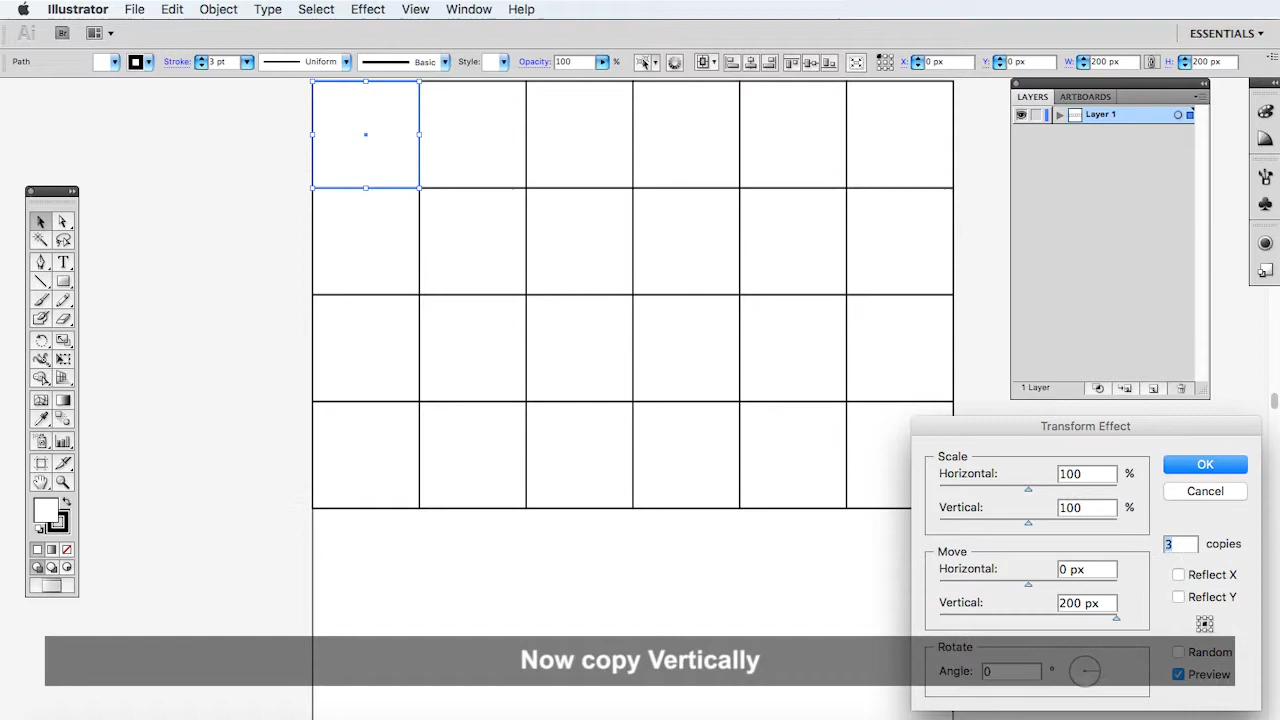 Illustrator File Edit Object Type Select Effect View Window Help
Ai Br ESSENTIALS
Path Stroke: 3 pt Uniform Basic Style: Opacity: 100 % X: 0 px Y: 0 px W: 200 px H: 200 px
LAYERS ARTBOARDS
Layer 1
T
1 Layer
Transform Effect
Scale
Horizontal: 100 %
Vertical: 100 %
OK
Cancel
3 copies
Move
Horizontal: 0 px
Vertical: 200 px
Reflect X
Reflect Y
Rotate
Angle: 0 °
Random
Preview
Now copy Vertically